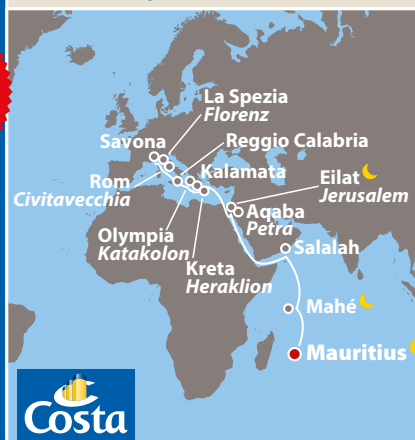 La Spezia
Florenz
Savona
Reggio Calabria
Rom
Civitavecchia
Kalamata
Eilat
Jerusalem
Aqaba
Petra
Olympia
Katakolon
Kreta
Heraklion
Salalah
Mahé
Mauritius
Costa